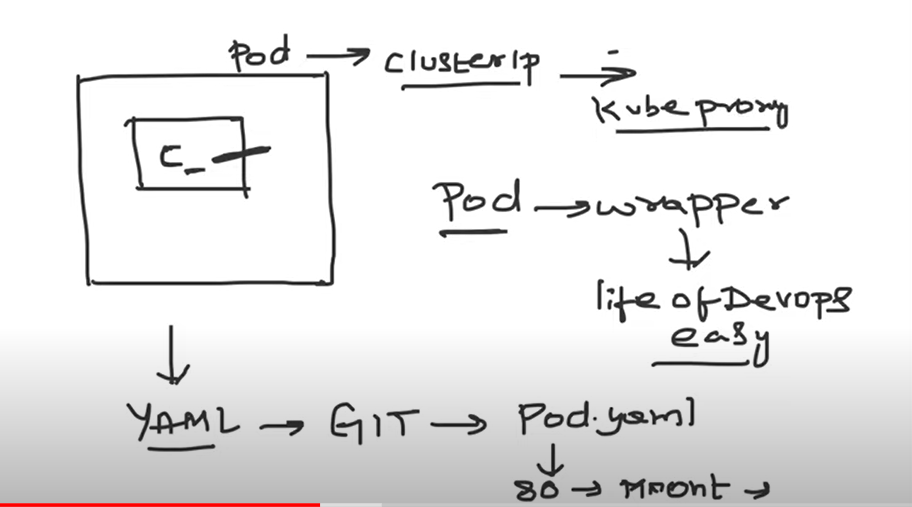 Pod → clusterIp →
Kube proxy
C_
Pod → wrapper
↓
life of Devops
easy
↓
YAML → GIT → Pod.yaml
↓
80 → mount →